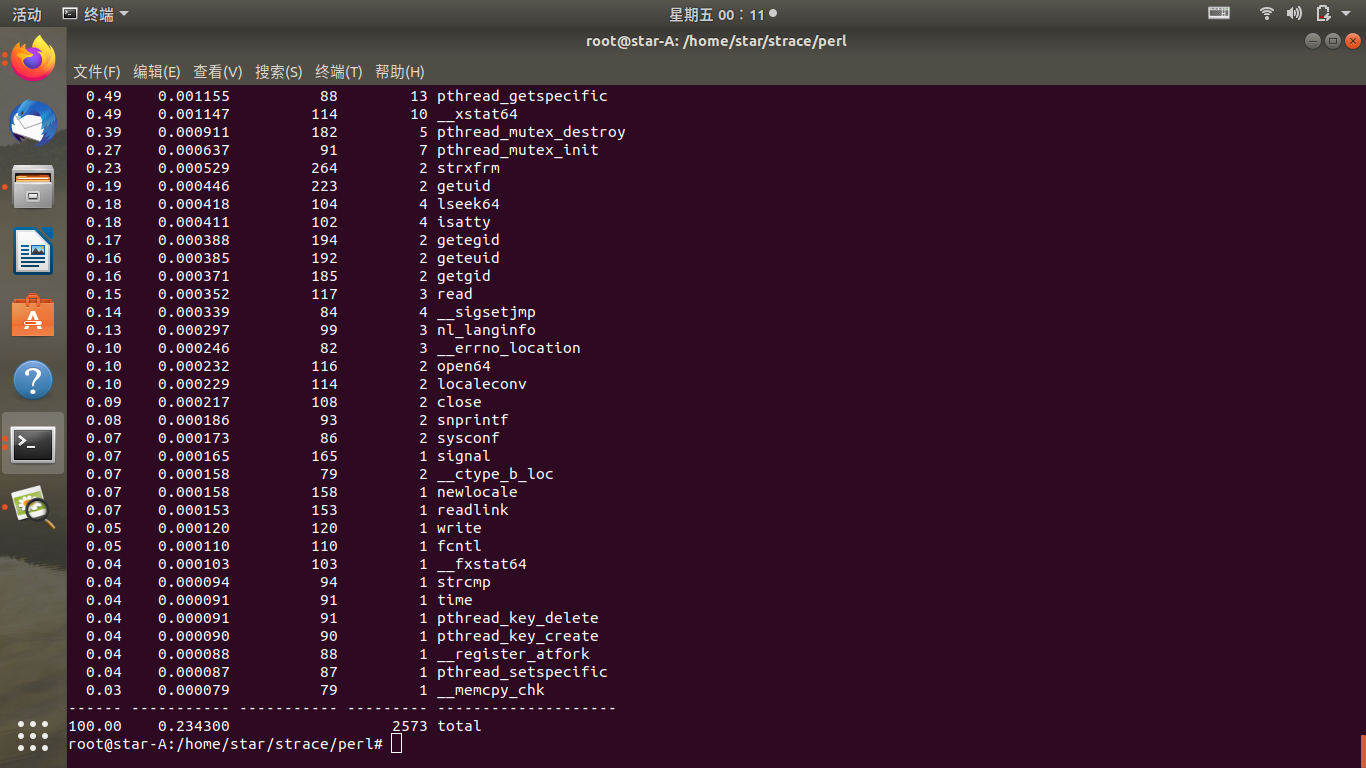 活动 终端 星期五 00：11
root@star-A: /home/star/strace/perl
文件(F) 编辑(E) 查看(V) 搜索(S) 终端(T) 帮助(H)
0.49 0.001155 88 13 pthread_getspecific
0.49 0.001147 114 10 __xstat64
0.39 0.000911 182 5 pthread_mutex_destroy
0.27 0.000637 91 7 pthread_mutex_init
0.23 0.000529 264 2 strxfrm
0.19 0.000446 223 2 getuid
0.18 0.000418 104 4 lseek64
0.18 0.000411 102 4 isatty
0.17 0.000388 194 2 getegid
0.16 0.000385 192 2 geteuid
0.16 0.000371 185 2 getgid
0.15 0.000352 117 3 read
0.14 0.000339 84 4 __sigsetjmp
0.13 0.000297 99 3 nl_langinfo
0.10 0.000246 82 3 __errno_location
0.10 0.000232 116 2 open64
0.10 0.000229 114 2 localeconv
0.09 0.000217 108 2 close
0.08 0.000186 93 2 snprintf
0.07 0.000173 86 2 sysconf
0.07 0.000165 165 1 signal
0.07 0.000158 79 2 __ctype_b_loc
0.07 0.000158 158 1 newlocale
0.07 0.000153 153 1 readlink
0.05 0.000120 120 1 write
0.05 0.000110 110 1 fcntl
0.04 0.000103 103 1 __fxstat64
0.04 0.000094 94 1 strcmp
0.04 0.000091 91 1 time
0.04 0.000091 91 1 pthread_key_delete
0.04 0.000090 90 1 pthread_key_create
0.04 0.000088 88 1 __register_atfork
0.04 0.000087 87 1 pthread_setspecific
0.03 0.000079 79 1 __memcpy_chk
------ ----------- ----------- --------- --------------------
100.00 0.234300 2573 total
root@star-A:/home/star/strace/perl#